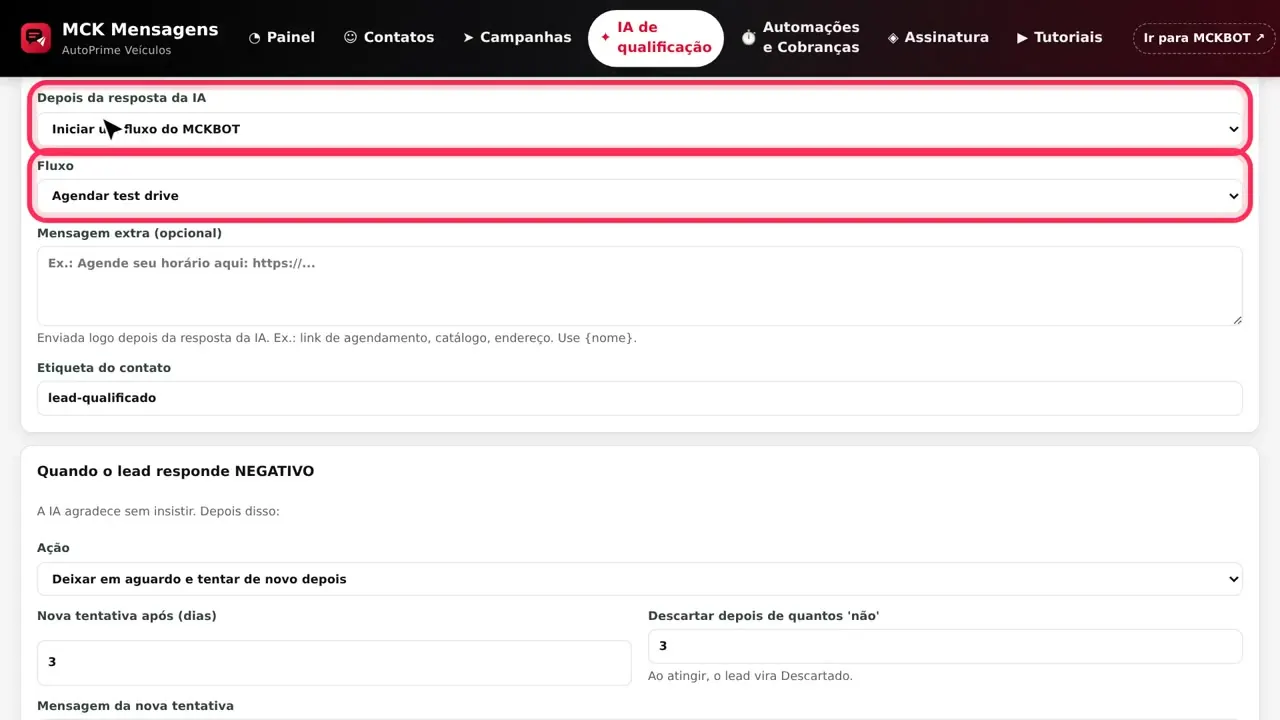 MCK Mensagens
AutoPrime Veículos
Painel
Contatos
Campanhas
IA de
qualificação
Automações
e Cobranças
Assinatura
Tutoriais
Ir para MCKBOT ↗
Depois da resposta da IA
Iniciar u fluxo do MCKBOT
Fluxo
Agendar test drive
Mensagem extra (opcional)
Ex.: Agende seu horário aqui: https://...
Enviada logo depois da resposta da IA. Ex.: link de agendamento, catálogo, endereço. Use {nome}.
Etiqueta do contato
lead-qualificado
Quando o lead responde NEGATIVO
A IA agradece sem insistir. Depois disso:
Ação
Deixar em aguardo e tentar de novo depois
Nova tentativa após (dias)
3
Descartar depois de quantos 'não'
3
Ao atingir, o lead vira Descartado.
Mensagem da nova tentativa